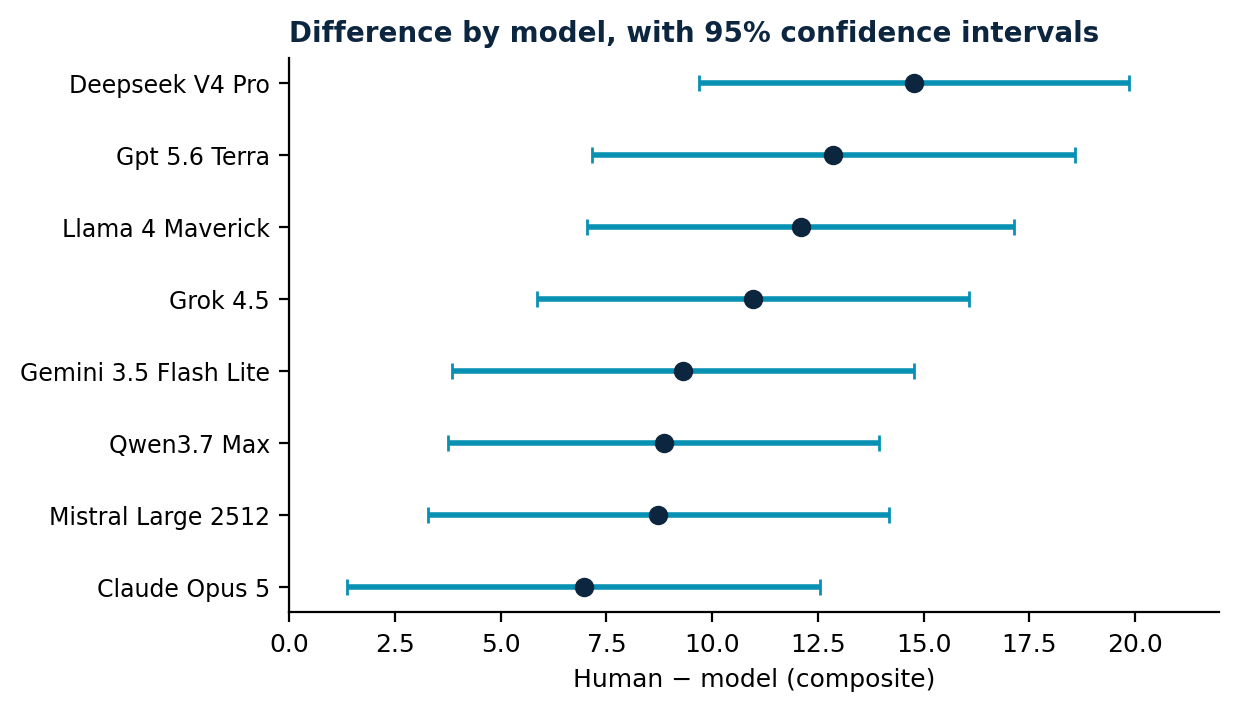 Difference by model, with 95% confidence intervals
Deepseek V4 Pro
Gpt 5.6 Terra
Llama 4 Maverick
Grok 4.5
Gemini 3.5 Flash Lite
Qwen3.7 Max
Mistral Large 2512
Claude Opus 5
0.0 2.5 5.0 7.5 10.0 12.5 15.0 17.5 20.0
Human − model (composite)